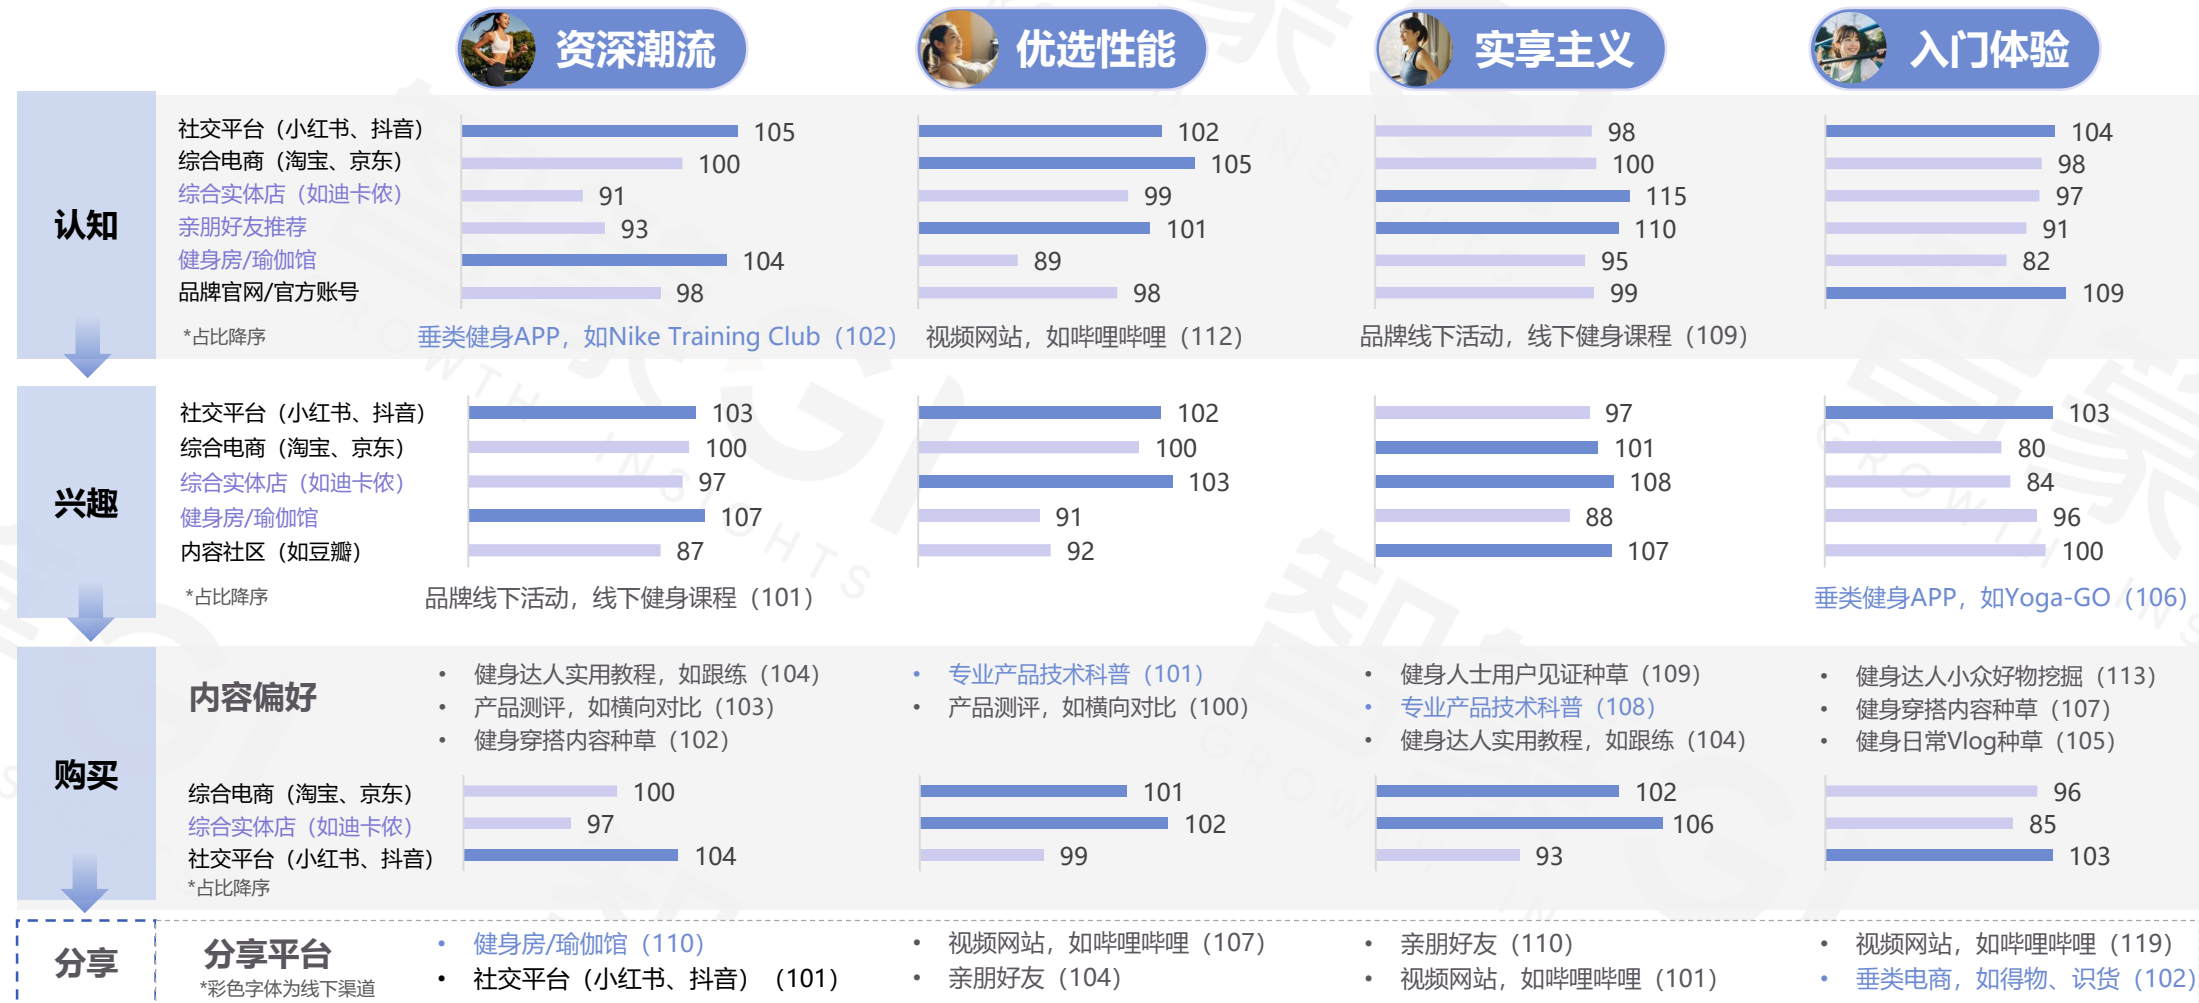 资深潮流
优选性能
实享主义
入门体验
认知
社交平台（小红书、抖音） 105 102 98 104
综合电商（淘宝、京东） 100 105 100 98
综合实体店（如迪卡侬） 91 99 115 97
亲朋好友推荐 93 101 110 91
健身房/瑜伽馆 104 89 95 82
品牌官网/官方账号 98 98 99 109
*占比降序
垂类健身APP，如Nike Training Club（102）
视频网站，如哔哩哔哩（112）
品牌线下活动，线下健身课程（109）
兴趣
社交平台（小红书、抖音） 103 102 97 103
综合电商（淘宝、京东） 100 100 101 80
综合实体店（如迪卡侬） 97 103 108 84
健身房/瑜伽馆 107 91 88 96
内容社区（如豆瓣） 87 92 107 100
*占比降序
品牌线下活动，线下健身课程（101）
垂类健身APP，如Yoga-GO（106）
购买
内容偏好
• 健身达人实用教程，如跟练（104）
• 产品测评，如横向对比（103）
• 健身穿搭内容种草（102）
• 专业产品技术科普（101）
• 产品测评，如横向对比（100）
• 健身人士用户见证种草（109）
• 专业产品技术科普（108）
• 健身达人实用教程，如跟练（104）
• 健身达人小众好物挖掘（113）
• 健身穿搭内容种草（107）
• 健身日常Vlog种草（105）
综合电商（淘宝、京东） 100 101 102 96
综合实体店（如迪卡侬） 97 102 106 85
社交平台（小红书、抖音） 104 99 93 103
*占比降序
分享
分享平台
*彩色字体为线下渠道
• 健身房/瑜伽馆（110）
• 社交平台（小红书、抖音）（101）
• 视频网站，如哔哩哔哩（107）
• 亲朋好友（104）
• 亲朋好友（110）
• 视频网站，如哔哩哔哩（101）
• 视频网站，如哔哩哔哩（119）
• 垂类电商，如得物、识货（102）
智篆GI
GROWTH INSIGHTS